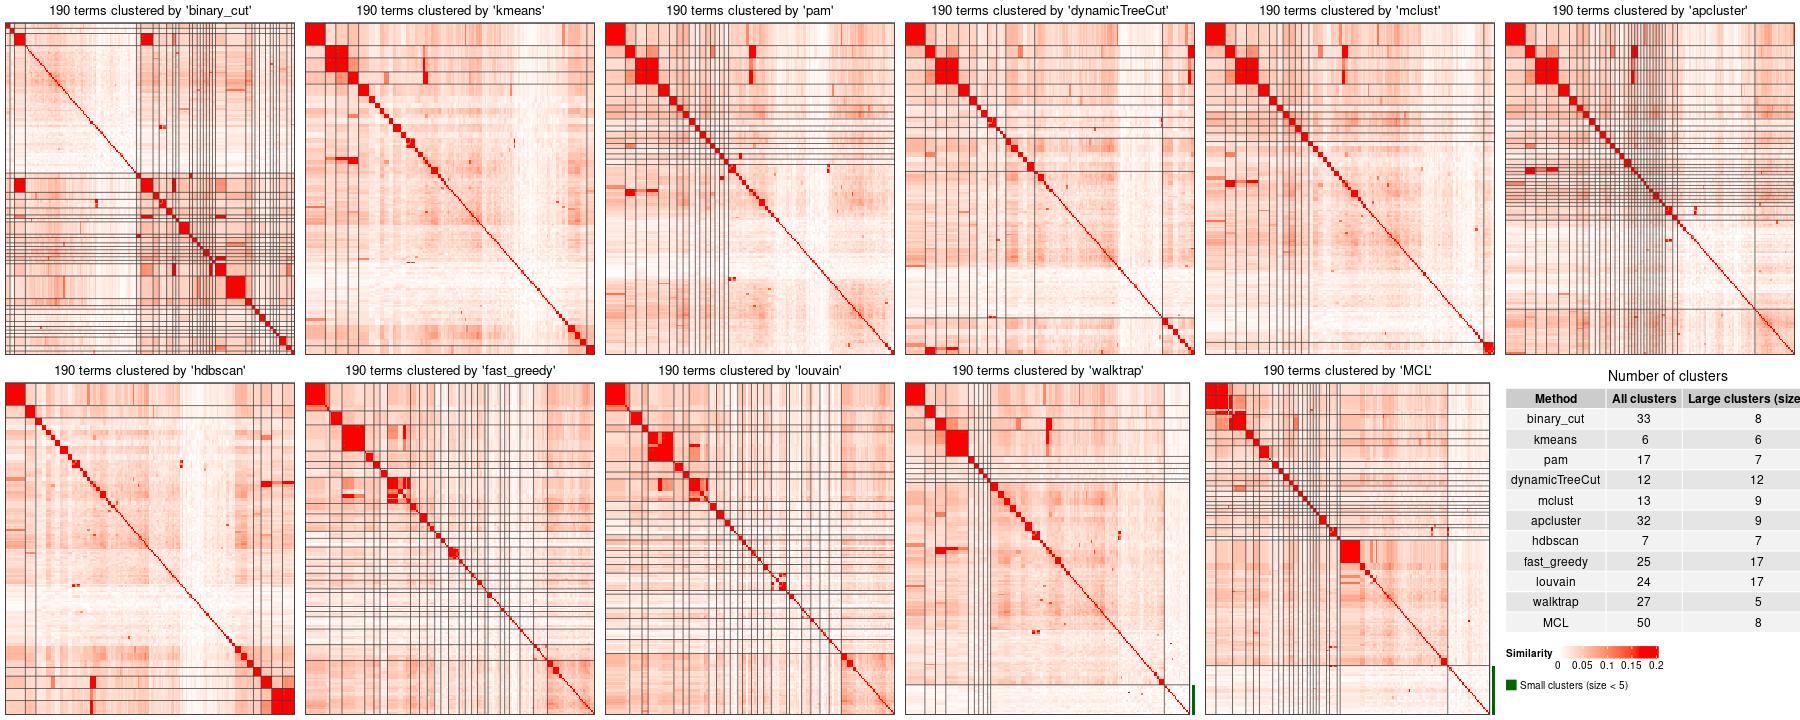 190 terms clustered by 'binary_cut'
190 terms clustered by 'kmeans'
190 terms clustered by 'pam'
190 terms clustered by 'dynamicTreeCut'
190 terms clustered by 'mclust'
190 terms clustered by 'apcluster'
190 terms clustered by 'hdbscan'
190 terms clustered by 'fast_greedy'
190 terms clustered by 'louvain'
190 terms clustered by 'walktrap'
190 terms clustered by 'MCL'
Number of clusters
Method All clusters Large clusters (size
binary_cut 33 8
kmeans 6 6
pam 17 7
dynamicTreeCut 12 12
mclust 13 9
apcluster 32 9
hdbscan 7 7
fast_greedy 25 17
louvain 24 17
walktrap 27 5
MCL 50 8
Similarity
0 0.05 0.1 0.15 0.2
Small clusters (size < 5)